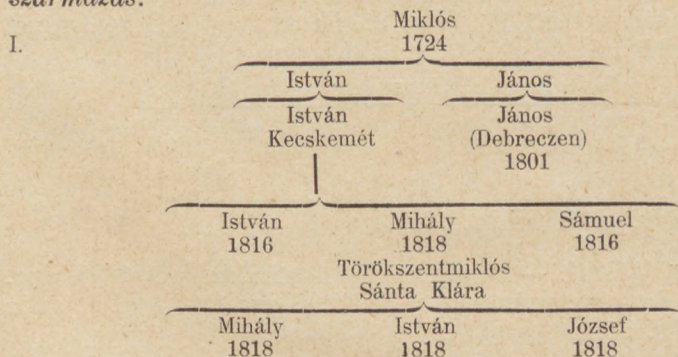 származás.
I.
Miklós
1724
István János
István János
Kecskemét (Debreczen)
1801
István Mihály Sámuel
1816 1818 1816
Törökszentmiklós
Sánta Klára
Mihály István József
1818 1818 1818